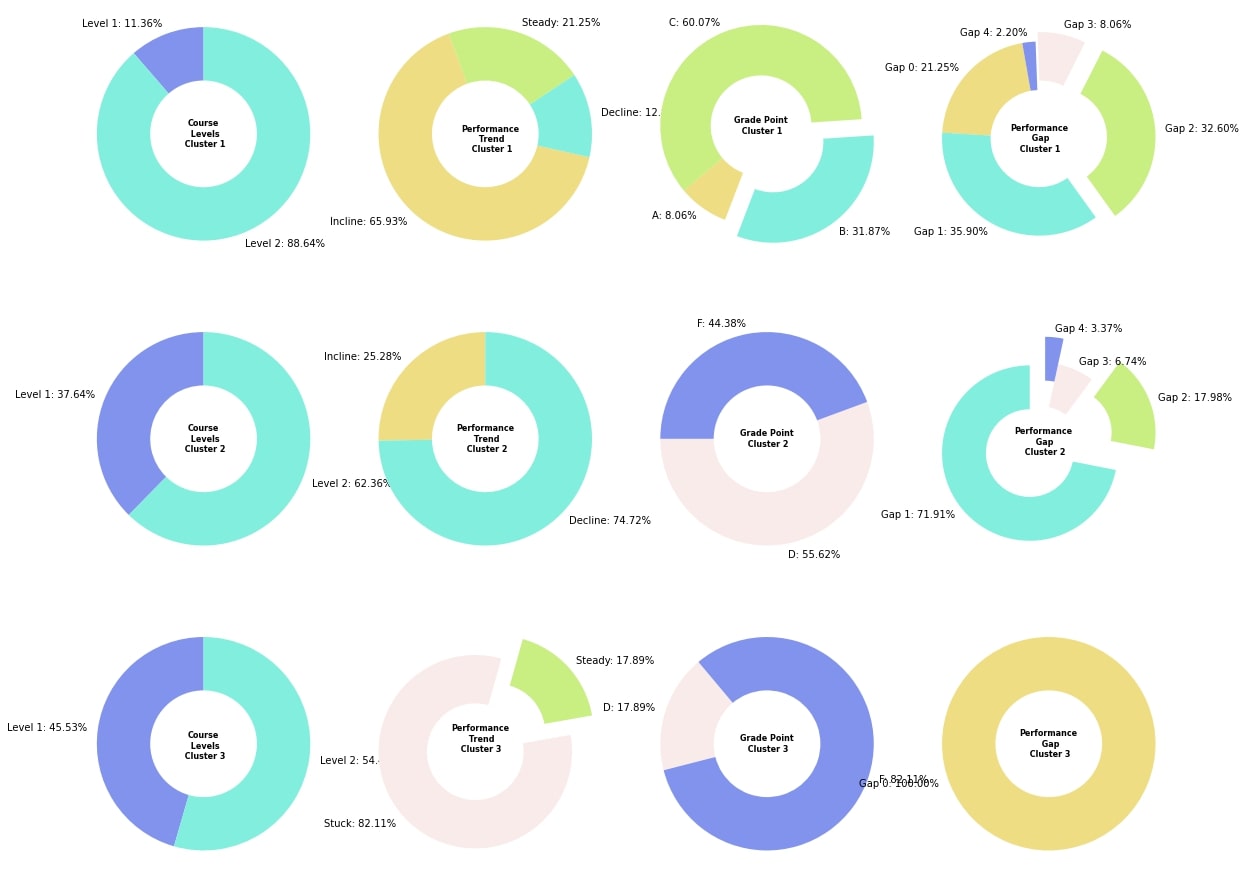 Level 1: 11.36%
Course
Levels
Cluster 1
Level 2: 88.64%
Steady: 21.25%
Decline: 12.
Performance
Trend
Cluster 1
Incline: 65.93%
C: 60.07%
Grade Point
Cluster 1
A: 8.06%
B: 31.87%
Gap 3: 8.06%
Gap 4: 2.20%
Gap 0: 21.25%
Gap 2: 32.60%
Performance
Gap
Cluster 1
Gap 1: 35.90%
Level 1: 37.64%
Course
Levels
Cluster 2
Level 2: 62.36%
Incline: 25.28%
Performance
Trend
Cluster 2
Decline: 74.72%
F: 44.38%
Grade Point
Cluster 2
D: 55.62%
Gap 4: 3.37%
Gap 3: 6.74%
Gap 2: 17.98%
Performance
Gap
Cluster 2
Gap 1: 71.91%
Level 1: 45.53%
Course
Levels
Cluster 3
Level 2: 54.
Steady: 17.89%
Performance
Trend
Cluster 3
Stuck: 82.11%
D: 17.89%
Grade Point
Cluster 3
F: 82.11%
Performance
Gap
Cluster 3
Gap 0: 100.00%